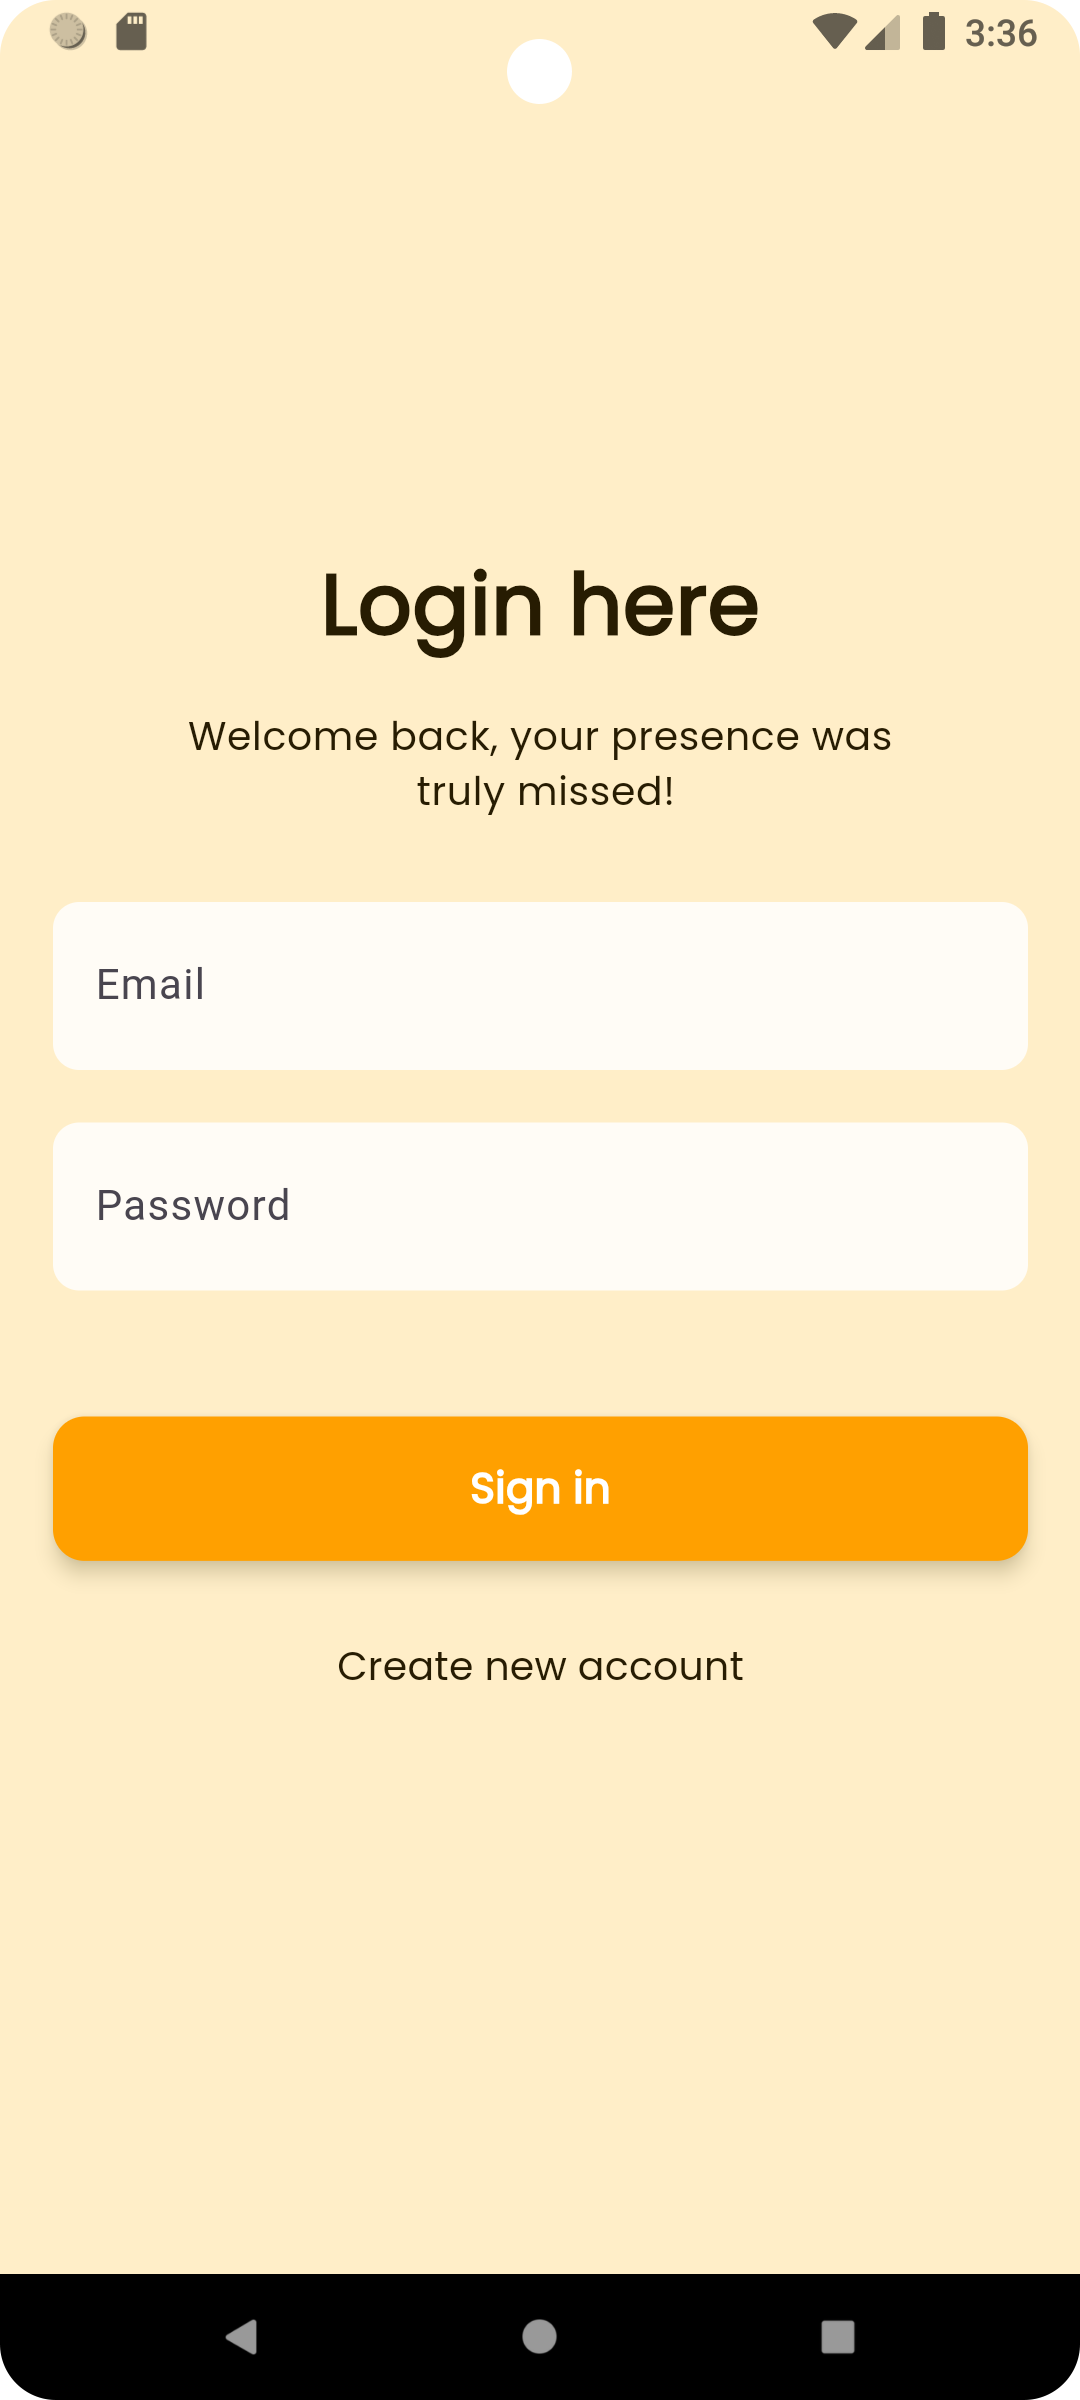 3:36
Login here
Welcome back, your presence was
truly missed!
Email
Password
Sign in
Create new account